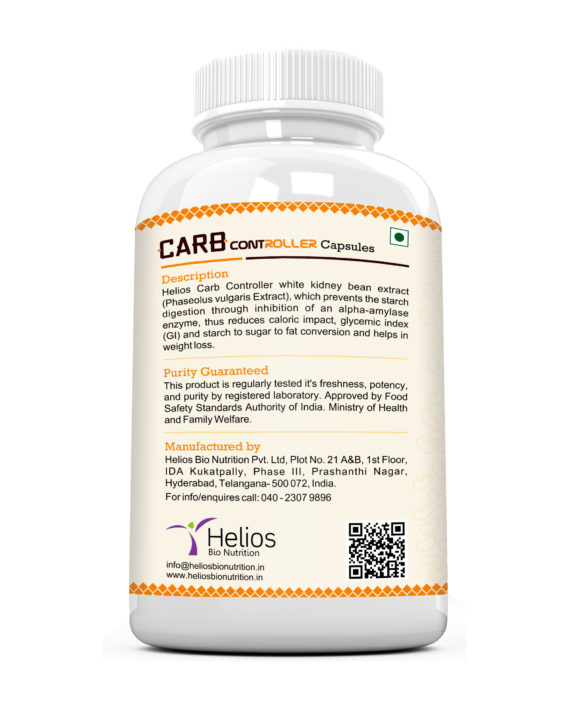 CARB CONTROLLER Capsules
Description
Helios Carb Controller white kidney bean extract
(Phaseolus vulgaris Extract), which prevents the starch
digestion through inhibition of an alpha-amylase
enzyme, thus reduces caloric impact, glycemic index
(GI) and starch to sugar to fat conversion and helps in
weight loss.
Purity Guaranteed
This product is regularly tested it's freshness, potency,
and purity by registered laboratory. Approved by Food
Safety Standards Authority of India. Ministry of Health
and Family Welfare.
Manufactured by
Helios Bio Nutrition Pvt. Ltd, Plot No. 21 A&B, 1st Floor,
IDA Kukatpally, Phase III, Prashanthi Nagar,
Hyderabad, Telangana- 500 072, India.
For info/enquires call: 040 - 2307 9896
Helios
Bio Nutrition
info@heliosbionutrition.in
www.heliosbionutrition.in